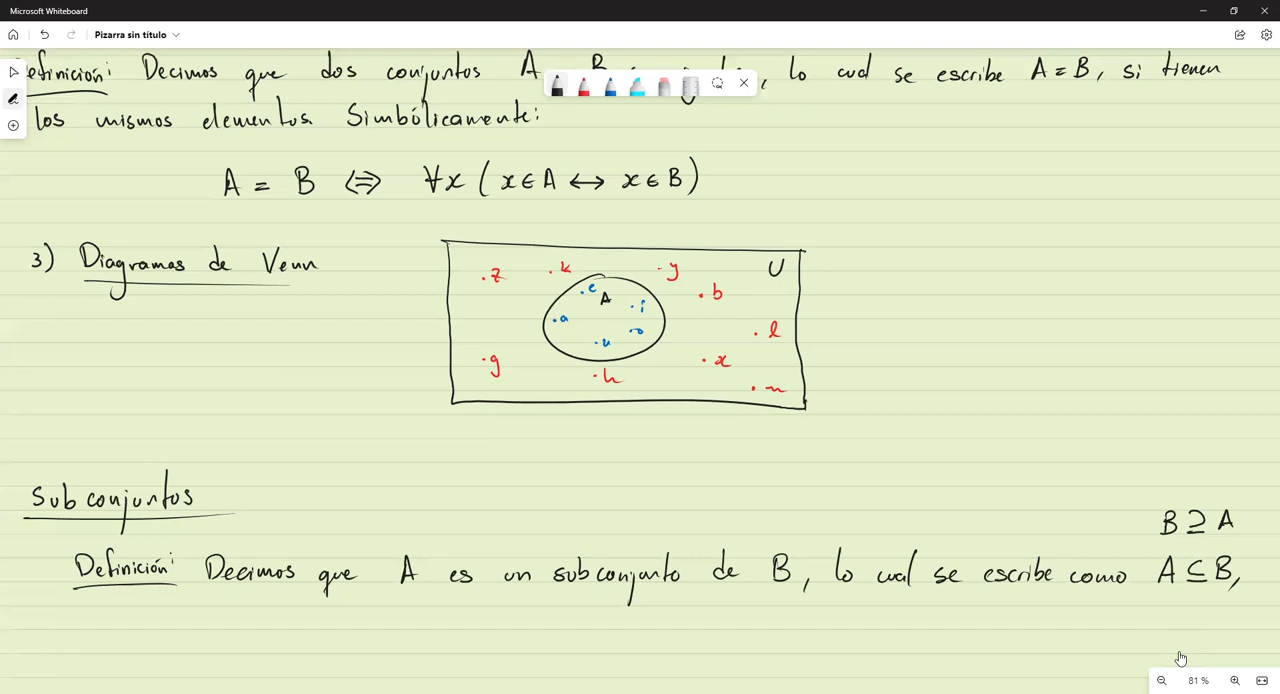 Microsoft Whiteboard
Pizarra sin título
Definición: Decimos que dos conjuntos A B , lo cual se escribe A = B, si tienen
los mismos elementos. Simbólicamente:
A = B ⟺ ∀x (x ∈ A ↔ x ∈ B)
3) Diagramas de Venn
U
.z .k .y
.e A .i .b
.a .o .l
.u
.g .h .x
Subconjuntos
B ⊇ A
Definición: Decimos que A es un subconjunto de B, lo cual se escribe como A ⊆ B,
81 %